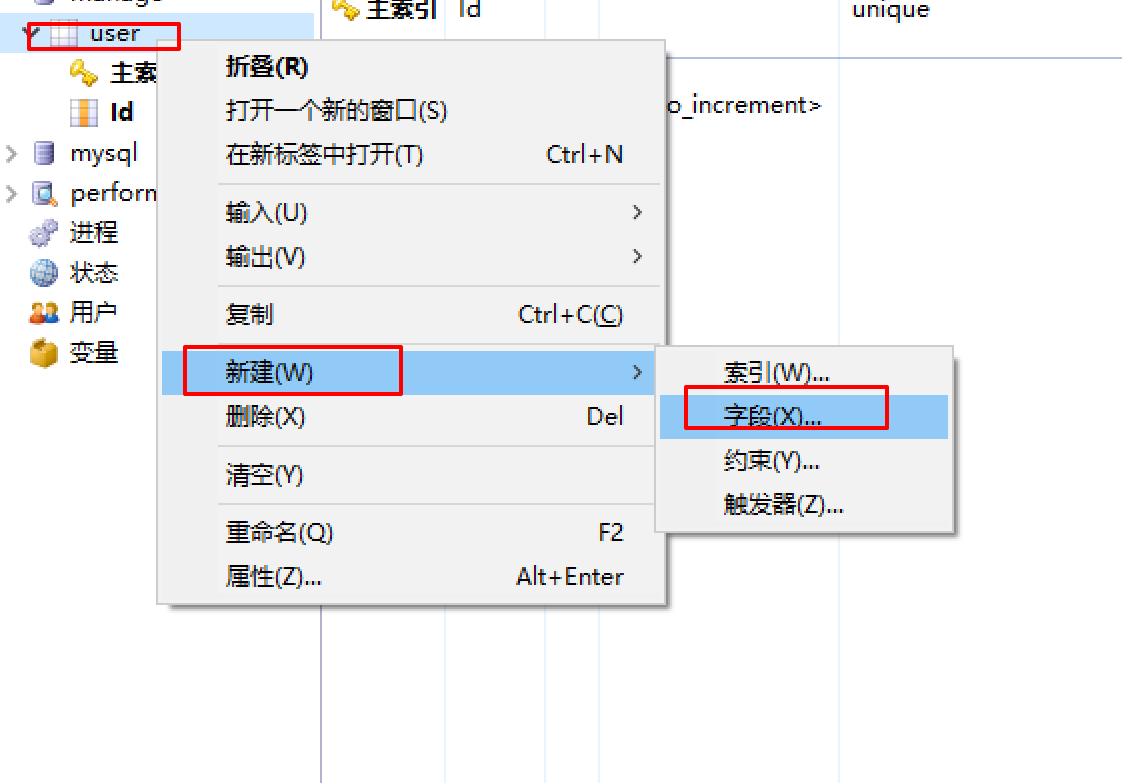 主索引 Id unique
user
主索
Id
mysql
perform
进程
状态
用户
变量
o_increment>
折叠(R)
打开一个新的窗口(S)
在新标签中打开(T) Ctrl+N
输入(U)
输出(V)
复制 Ctrl+C(C)
新建(W)
删除(X) Del
清空(Y)
重命名(Q) F2
属性(Z)... Alt+Enter
索引(W)...
字段(X)...
约束(Y)...
触发器(Z)...